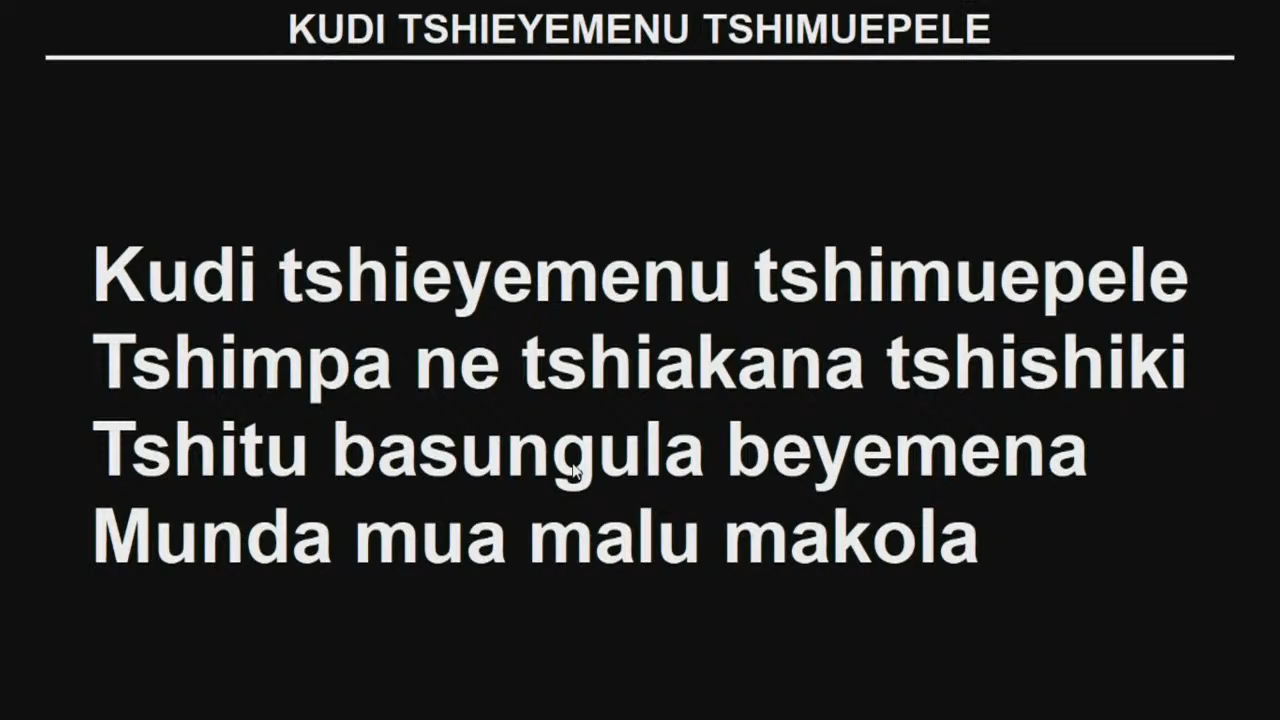 KUDI TSHIEYEMENU TSHIMUEPELE
Kudi tshieyemenu tshimuepele
Tshimpa ne tshiakana tshishiki
Tshitu basungula beyemena
Munda mua malu makola